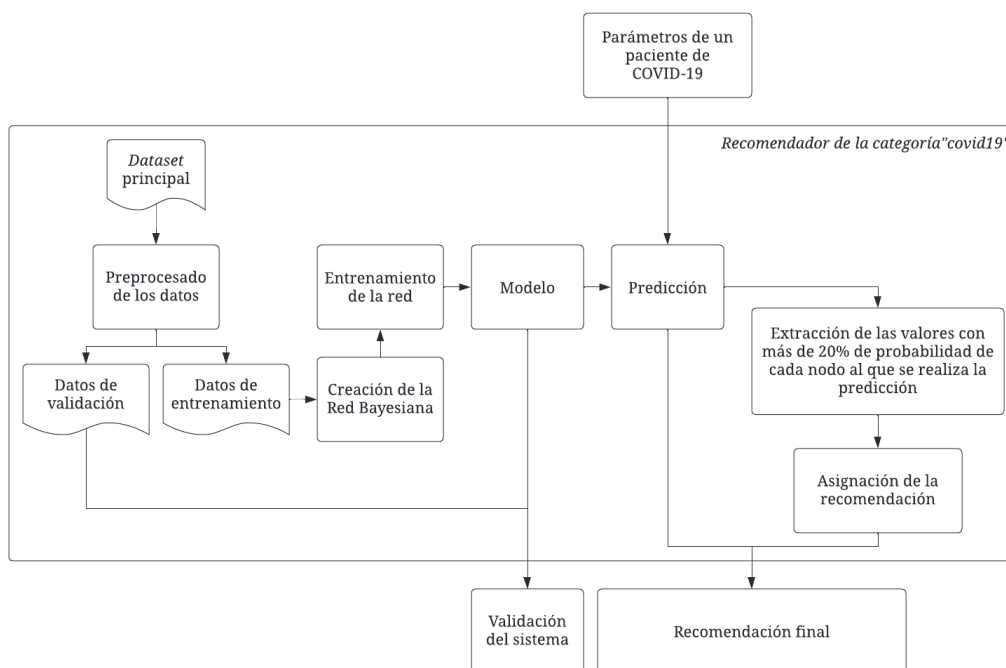 Parámetros de un
paciente de
COVID-19
Recomendador de la categoría"covid19"
Dataset
principal
Preprocesado
de los datos
Entrenamiento
de la red
Modelo
Predicción
Extracción de las valores con
más de 20% de probabilidad de
cada nodo al que se realiza la
predicción
Datos de
validación
Datos de
entrenamiento
Creación de la
Red Bayesiana
Asignación de la
recomendación
Validación
del sistema
Recomendación final